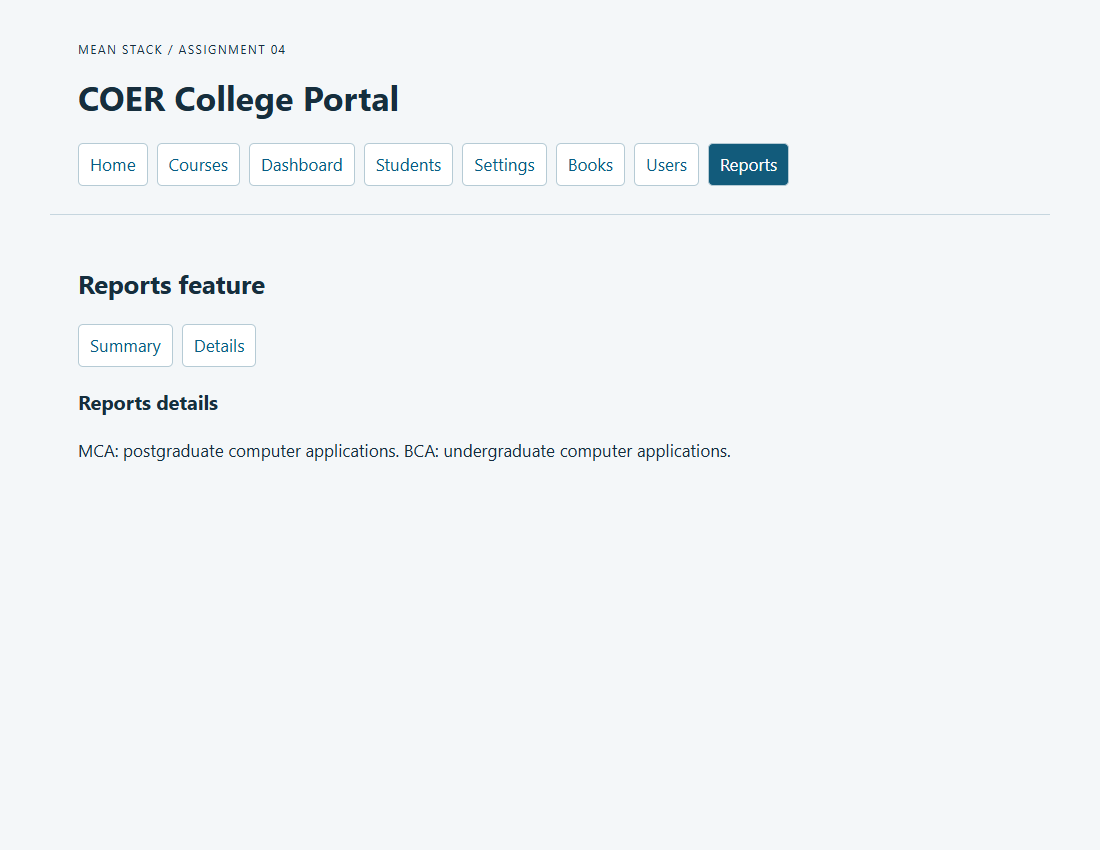 MEAN STACK / ASSIGNMENT 04
COER College Portal
Home Courses Dashboard Students Settings Books Users Reports
Reports feature
Summary Details
Reports details
MCA: postgraduate computer applications. BCA: undergraduate computer applications.